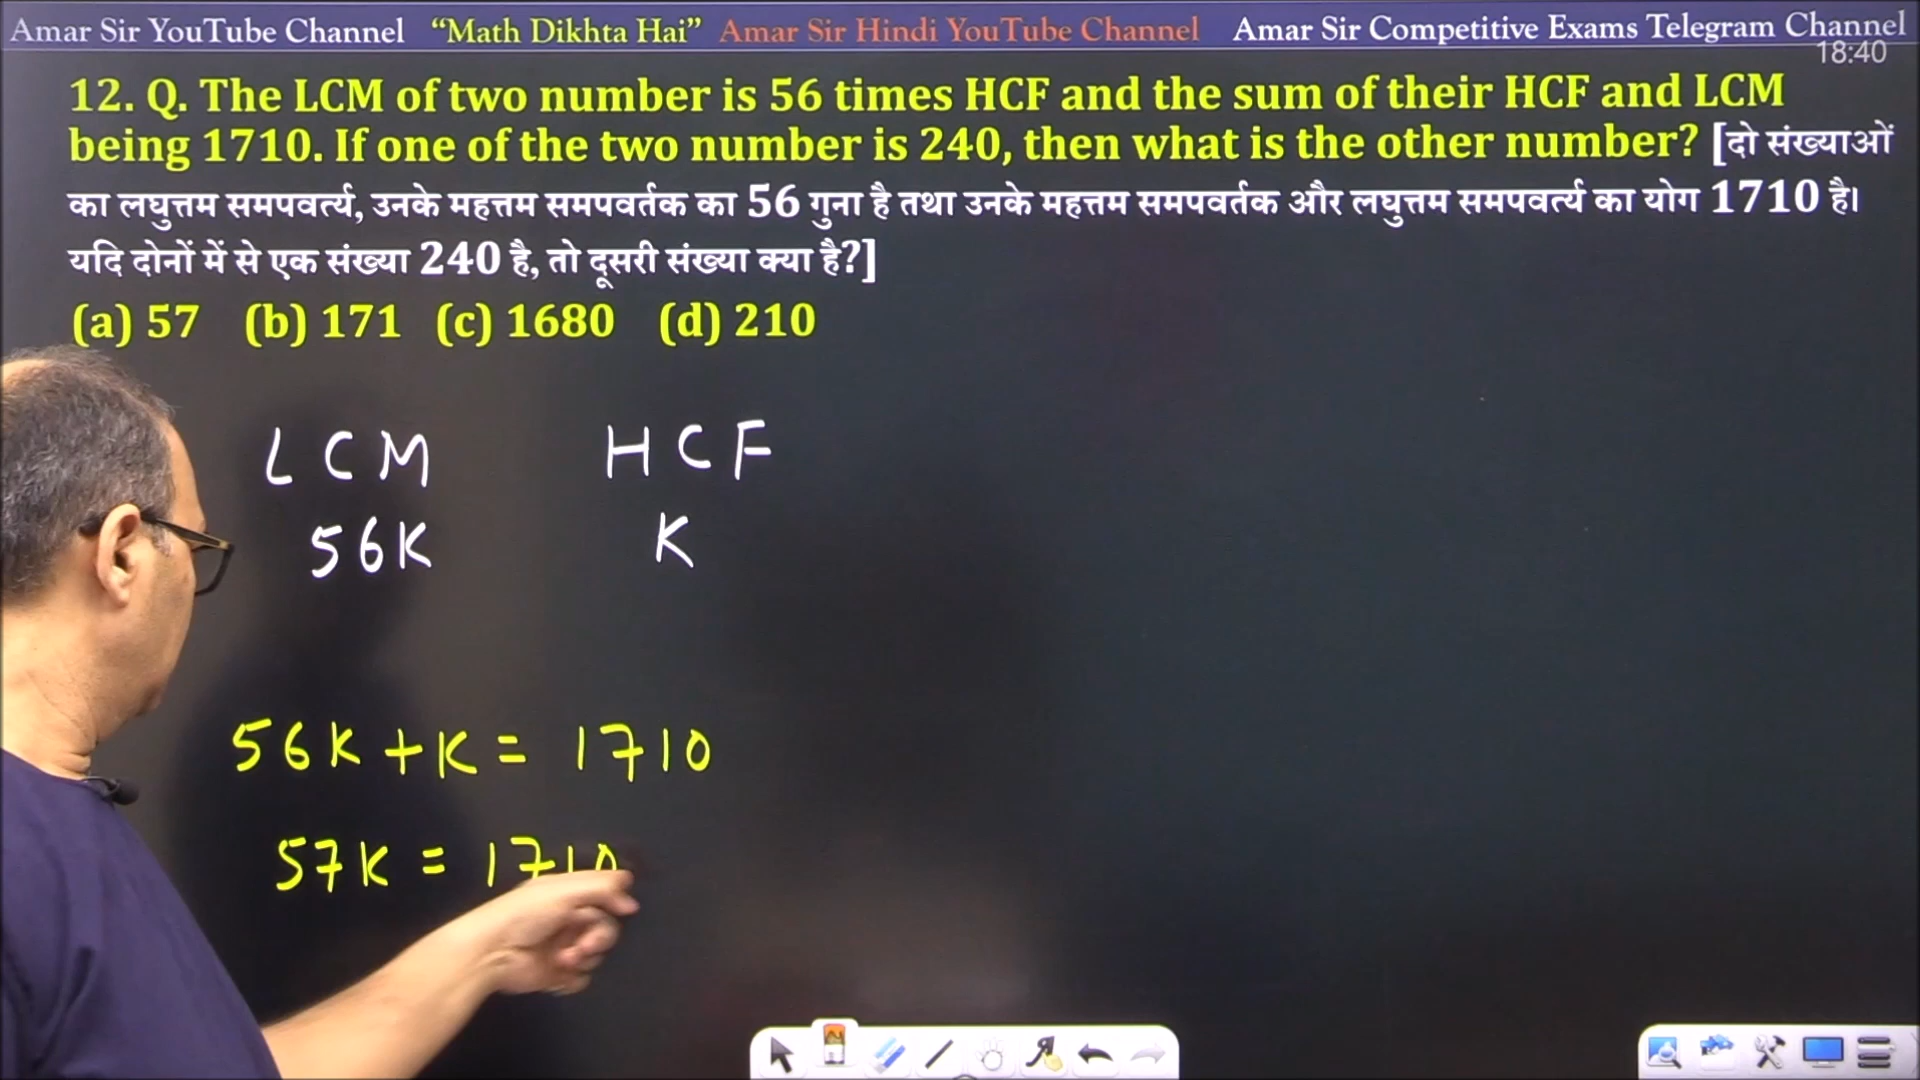 Amar Sir YouTube Channel “Math Dikhta Hai” Amar Sir Hindi YouTube Channel Amar Sir Competitive Exams Telegram Channel
18:40
12. Q. The LCM of two number is 56 times HCF and the sum of their HCF and LCM
being 1710. If one of the two number is 240, then what is the other number? [दो संख्याओं
का लघुत्तम समपवर्त्य, उनके महत्तम समपवर्तक का 56 गुना है तथा उनके महत्तम समपवर्तक और लघुत्तम समपवर्त्य का योग 1710 है।
यदि दोनों में से एक संख्या 240 है, तो दूसरी संख्या क्या है?]
(a) 57 (b) 171 (c) 1680 (d) 210
LCM HCF
56K K
56K + K = 1710
57K = 1710